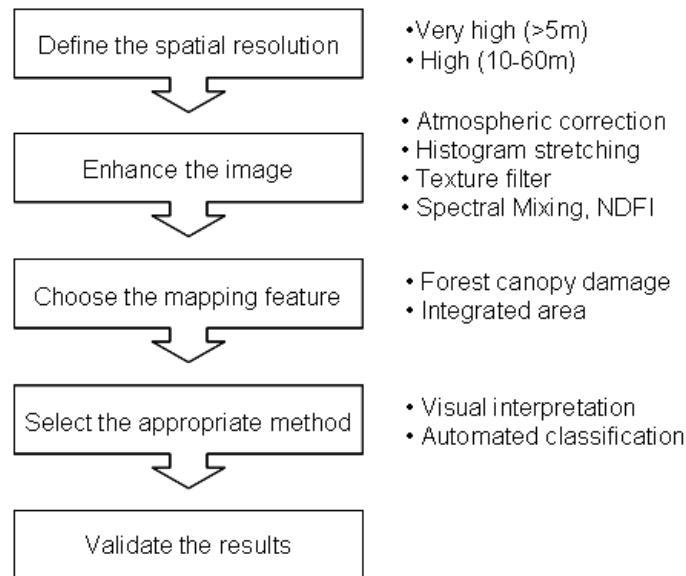 Define the spatial resolution
•Very high (>5m)
• High (10-60m)
Enhance the image
• Atmospheric correction
• Histogram stretching
• Texture filter
• Spectral Mixing, NDFI
Choose the mapping feature
• Forest canopy damage
• Integrated area
Select the appropriate method
• Visual interpretation
• Automated classification
Validate the results